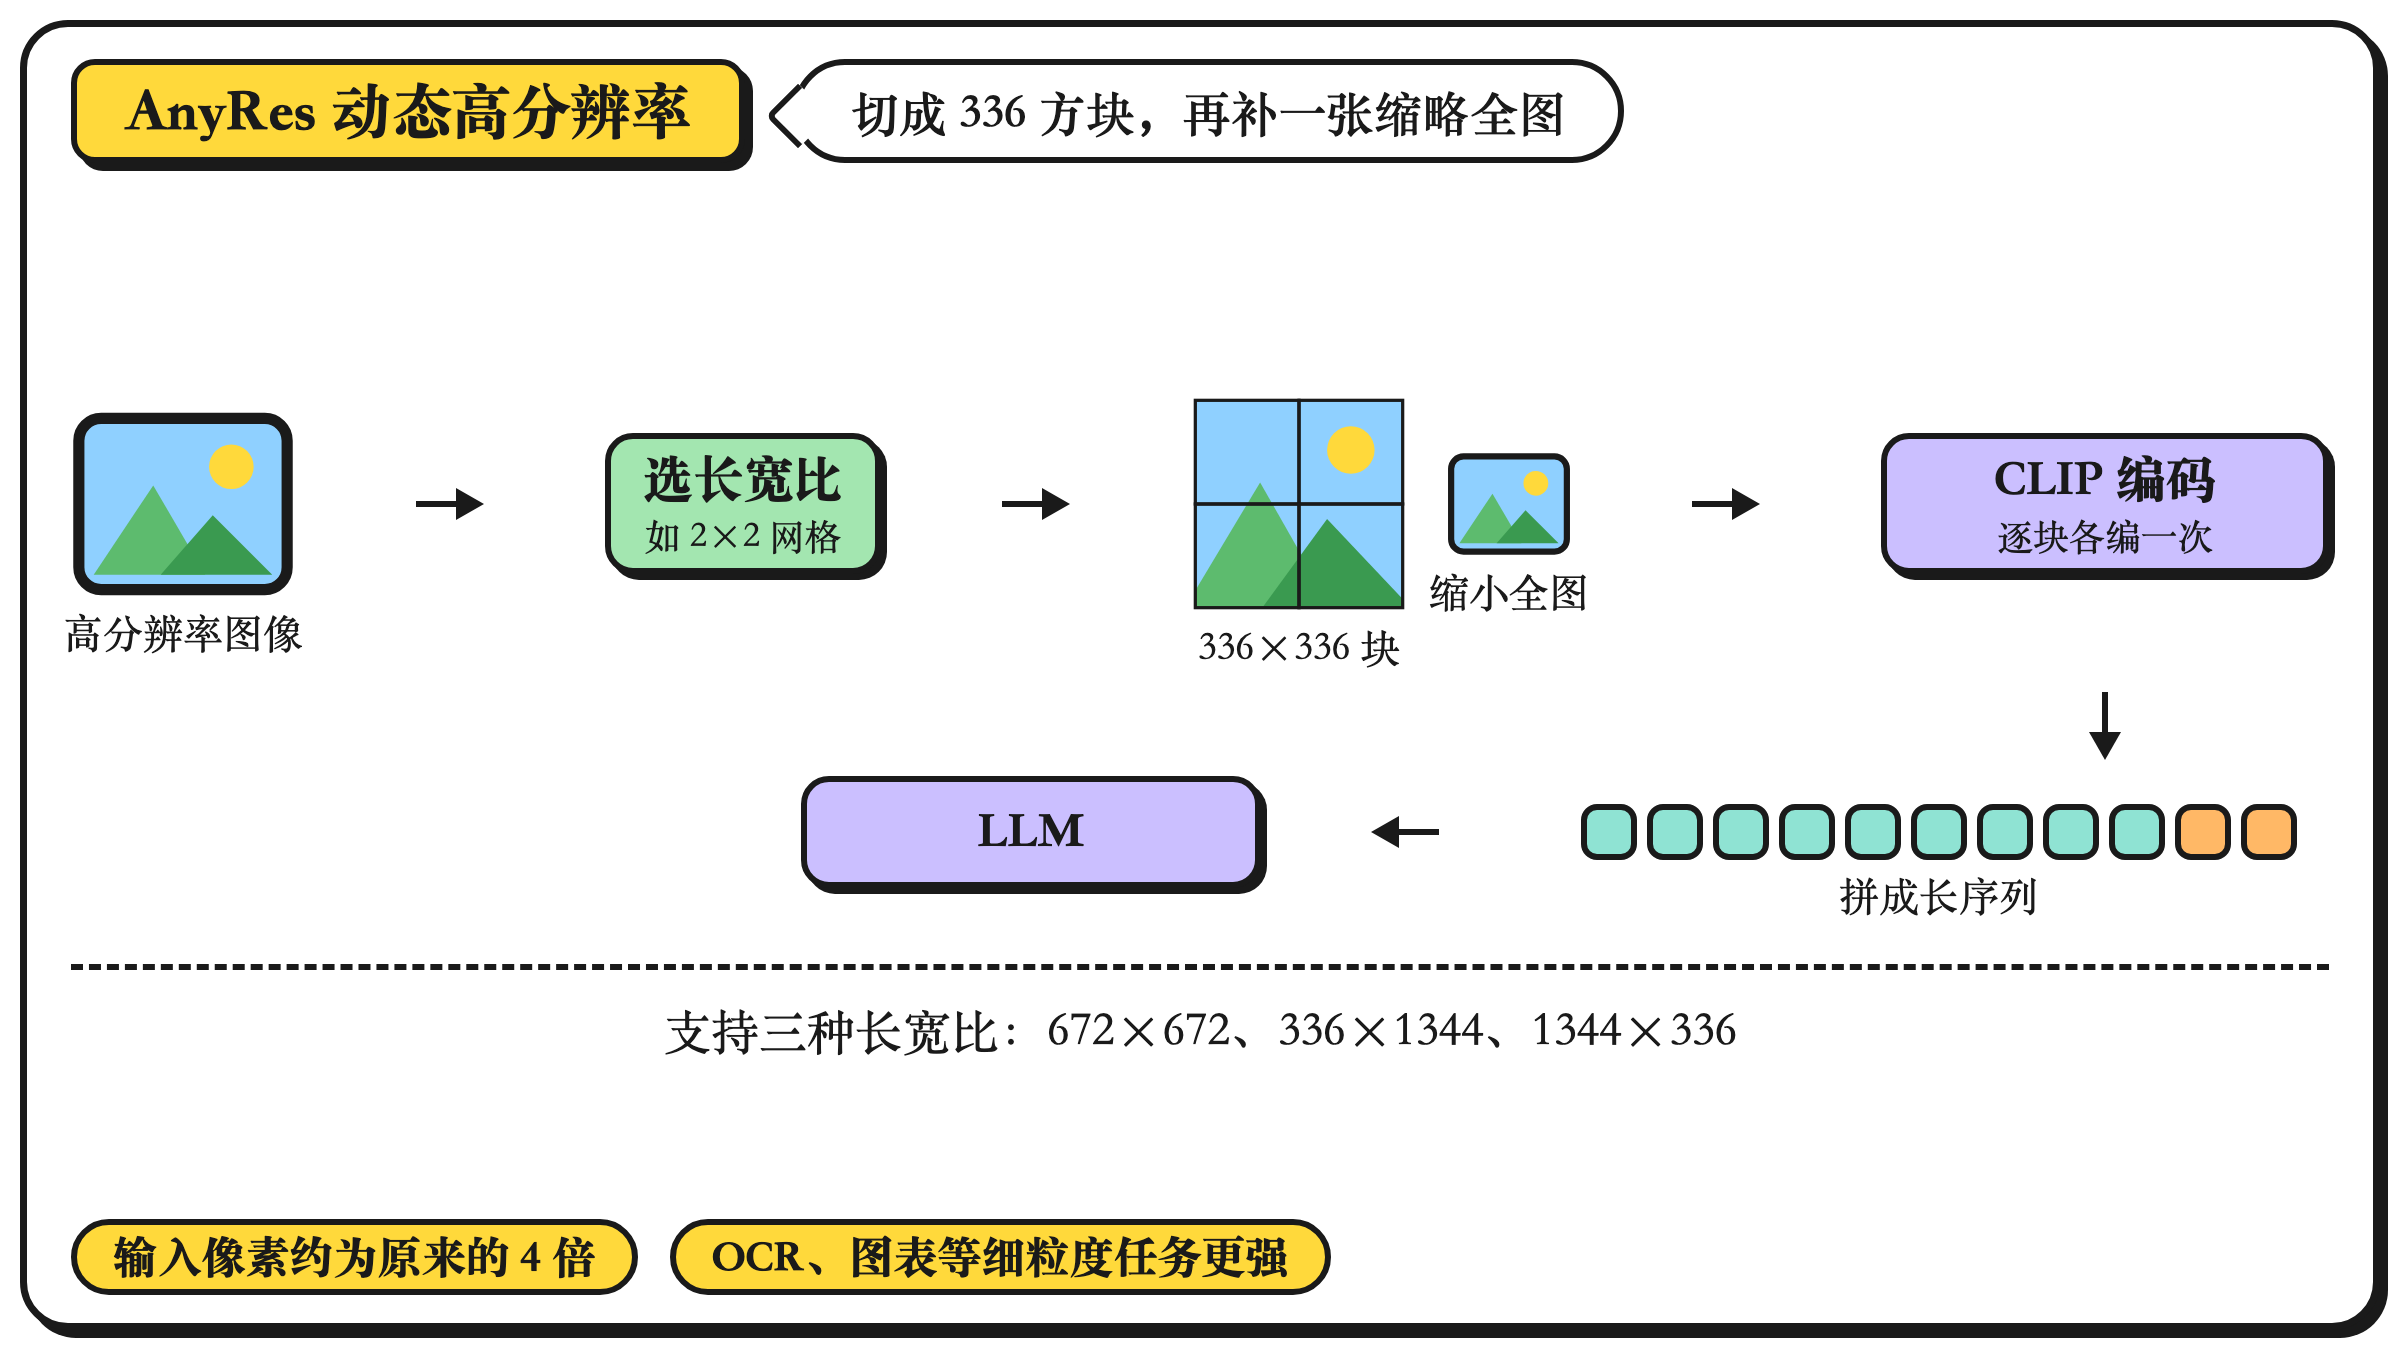 AnyRes 动态高分辨率
切成 336 方块，再补一张缩略全图
高分辨率图像
选长宽比
如 2×2 网格
336×336 块
缩小全图
CLIP 编码
逐块各编一次
拼成长序列
LLM
支持三种长宽比：672×672、336×1344、1344×336
输入像素约为原来的 4 倍
OCR、图表等细粒度任务更强